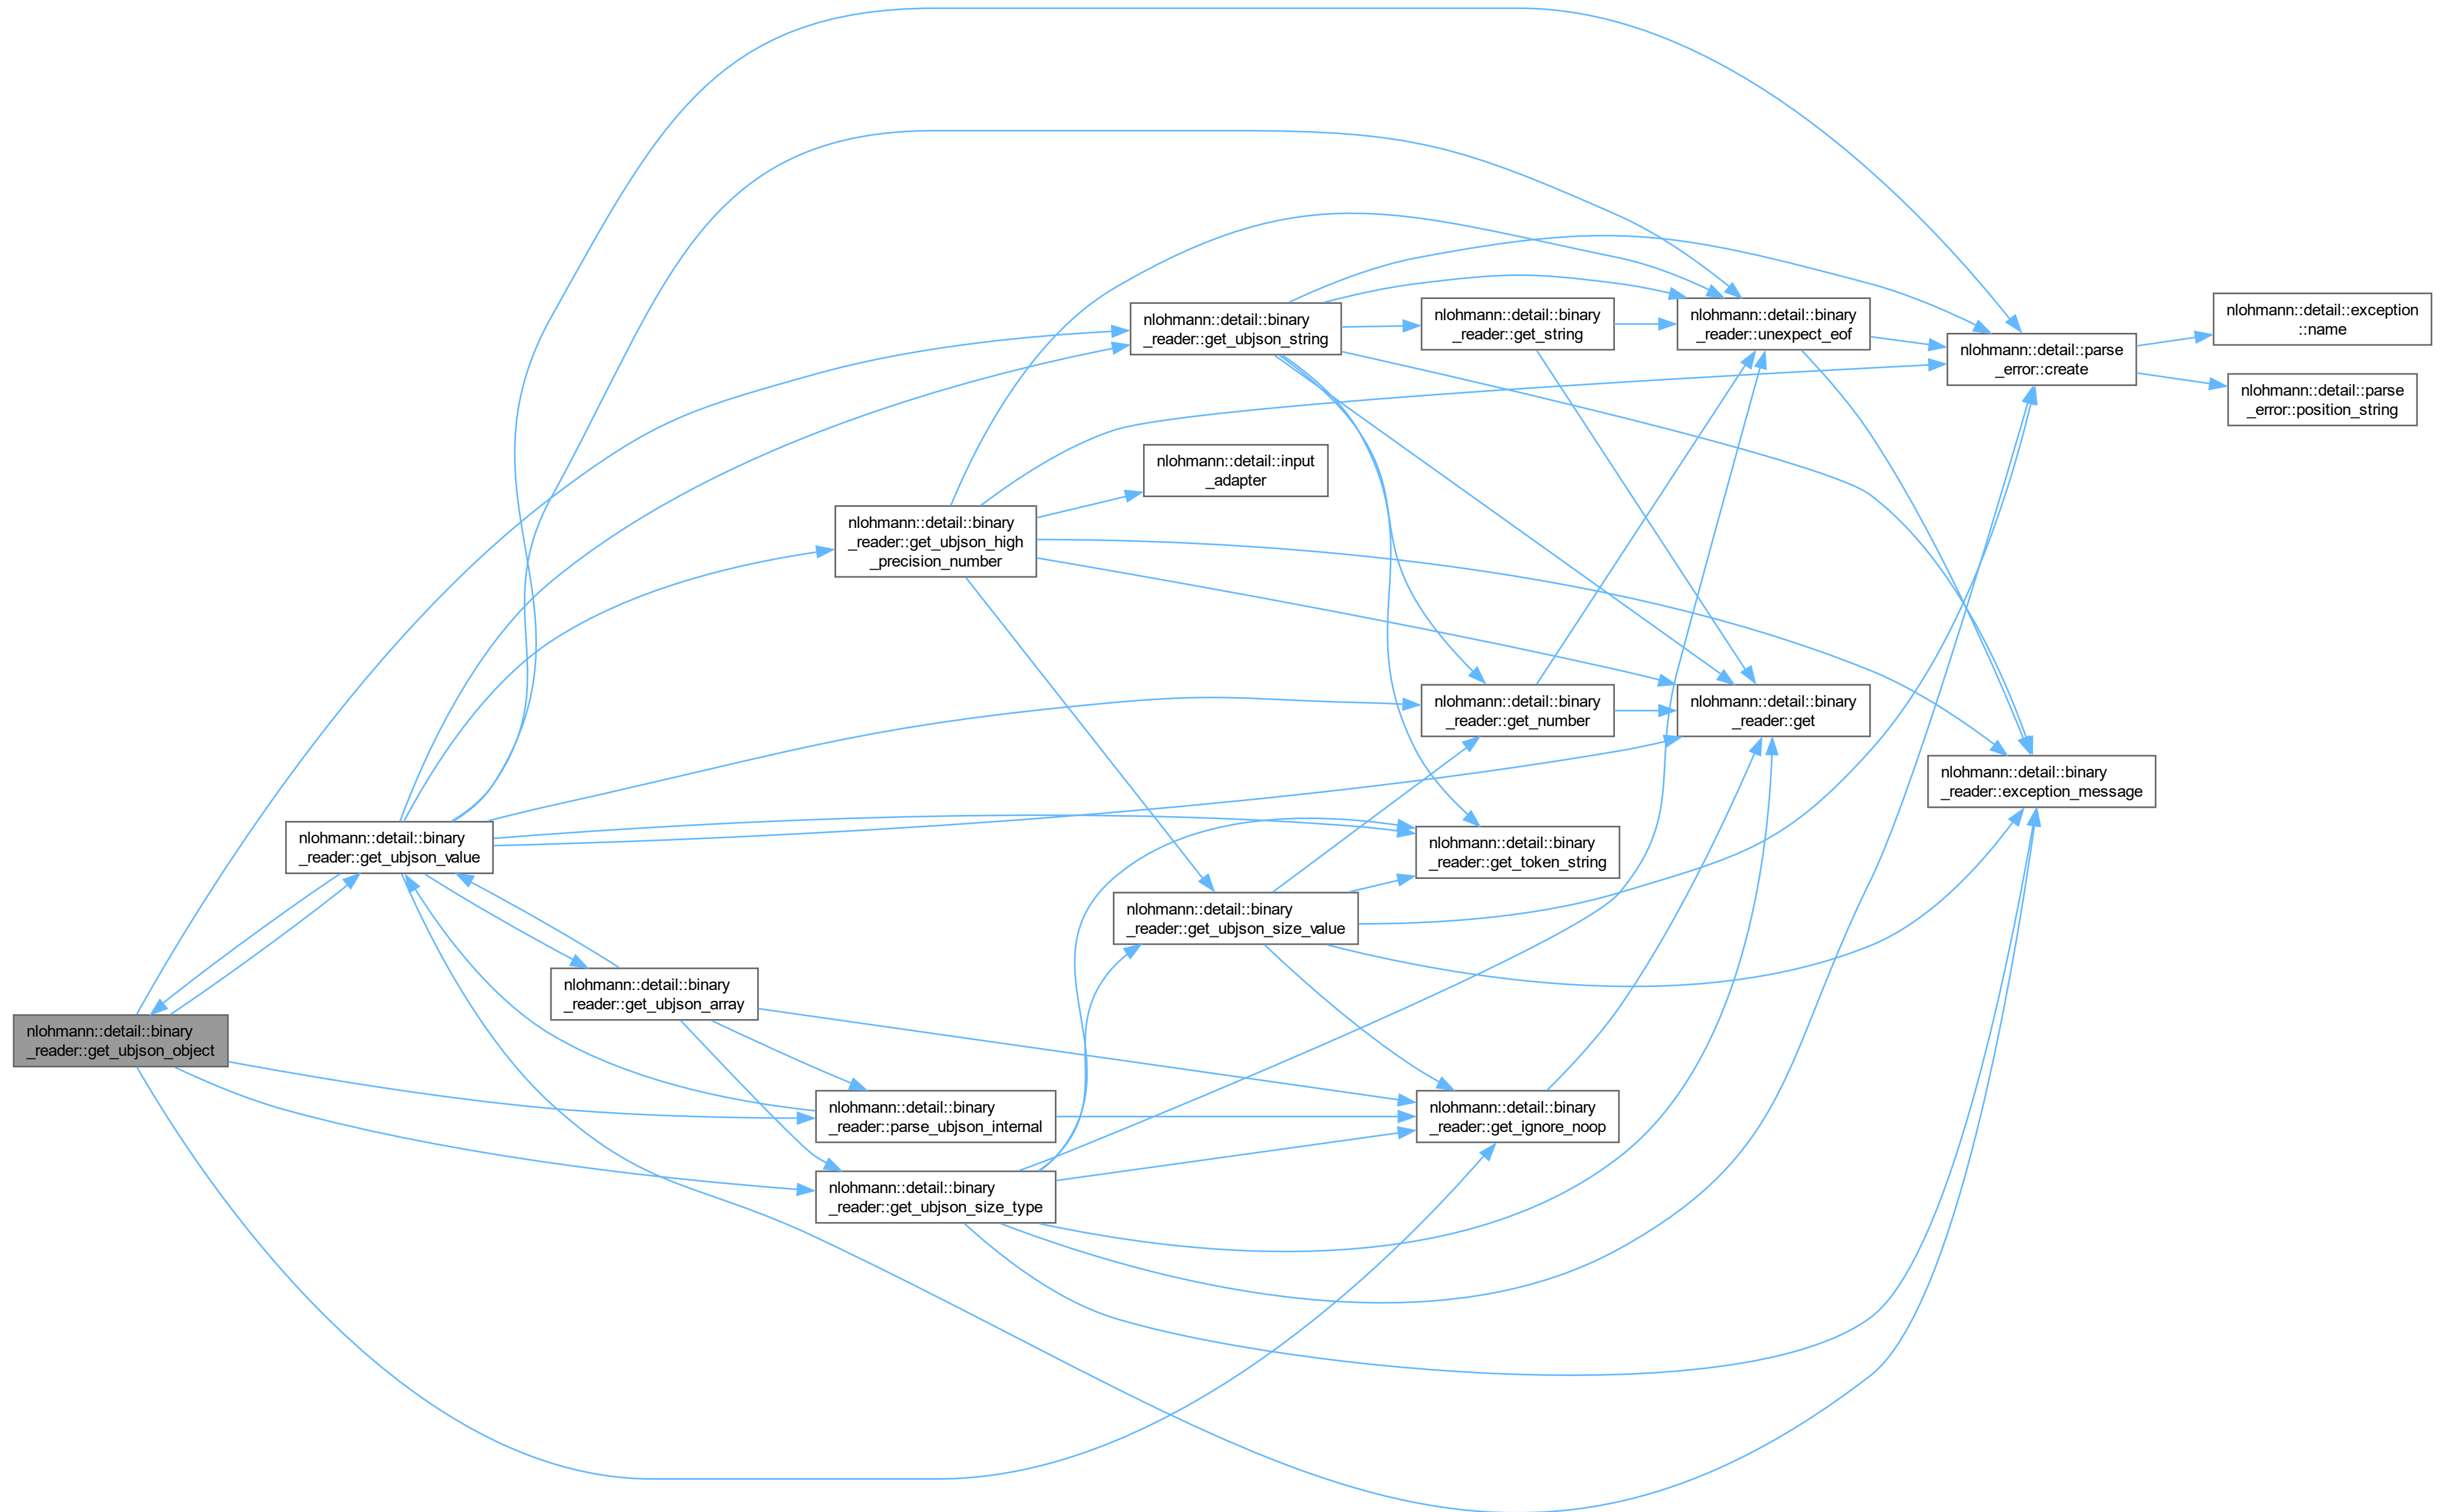 nlohmann::detail::binary
_reader::get_ubjson_object
nlohmann::detail::binary
_reader::get_ubjson_value
nlohmann::detail::binary
_reader::get_ubjson_array
nlohmann::detail::binary
_reader::get_ubjson_high
_precision_number
nlohmann::detail::binary
_reader::parse_ubjson_internal
nlohmann::detail::binary
_reader::get_ubjson_size_type
nlohmann::detail::binary
_reader::get_ubjson_string
nlohmann::detail::input
_adapter
nlohmann::detail::binary
_reader::get_ubjson_size_value
nlohmann::detail::binary
_reader::get_string
nlohmann::detail::binary
_reader::get_number
nlohmann::detail::binary
_reader::get_token_string
nlohmann::detail::binary
_reader::get_ignore_noop
nlohmann::detail::binary
_reader::unexpect_eof
nlohmann::detail::binary
_reader::get
nlohmann::detail::parse
_error::create
nlohmann::detail::binary
_reader::exception_message
nlohmann::detail::exception
::name
nlohmann::detail::parse
_error::position_string